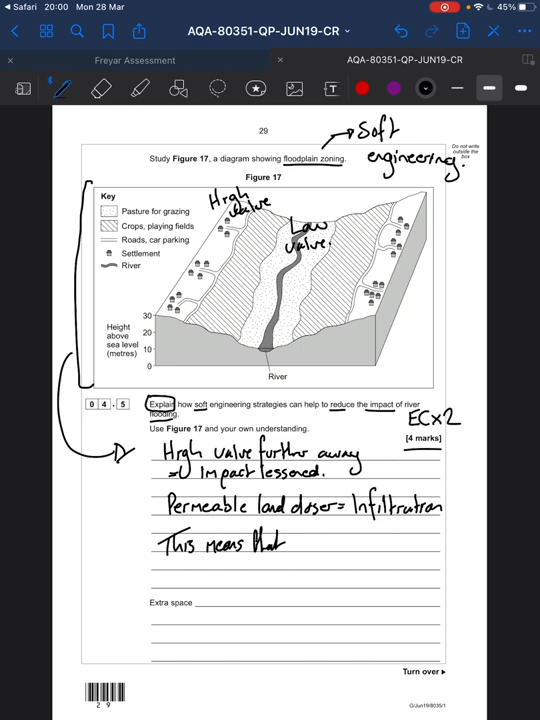 Safari 20:00 Mon 28 Mar 45%
AQA-80351-QP-JUN19-CR
Freyar Assessment
AQA-80351-QP-JUN19-CR
29
Do not write
outside the
box
Study Figure 17, a diagram showing floodplain zoning.
Soft
engineering.
Figure 17
Key
Pasture for grazing
Crops, playing fields
Roads, car parking
Settlement
River
High
value
Low
value.
Height
above
sea level
(metres)
30
20
10
0
River
0 4 . 5
Explain how soft engineering strategies can help to reduce the impact of river
flooding.
Use Figure 17 and your own understanding.
ECx2
[4 marks]
High value further away
=D Impact lessened.
Permeable land closer = Infiltration
This means that
Extra space
Turn over
2 9
G/Jun19/8035/1